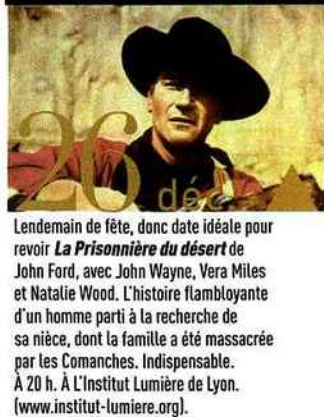 26
déc
Lendemain de fête, donc date idéale pour
revoir La Prisonnière du désert de
John Ford, avec John Wayne, Vera Miles
et Natalie Wood. L'histoire flambloyante
d'un homme parti à la recherche de
sa nièce, dont la famille a été massacrée
par les Comanches. Indispensable.
À 20 h. À L'Institut Lumière de Lyon.
(www.institut-lumiere.org).